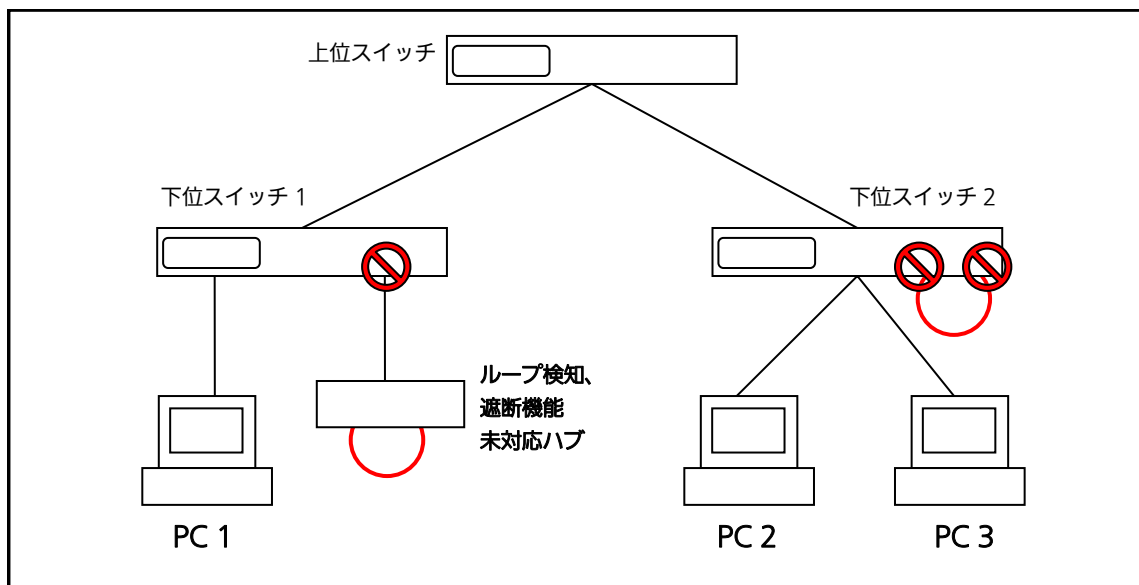 上位スイッチ
下位スイッチ 1
下位スイッチ 2
ループ検知、
遮断機能
未対応ハブ
PC 1
PC 2
PC 3